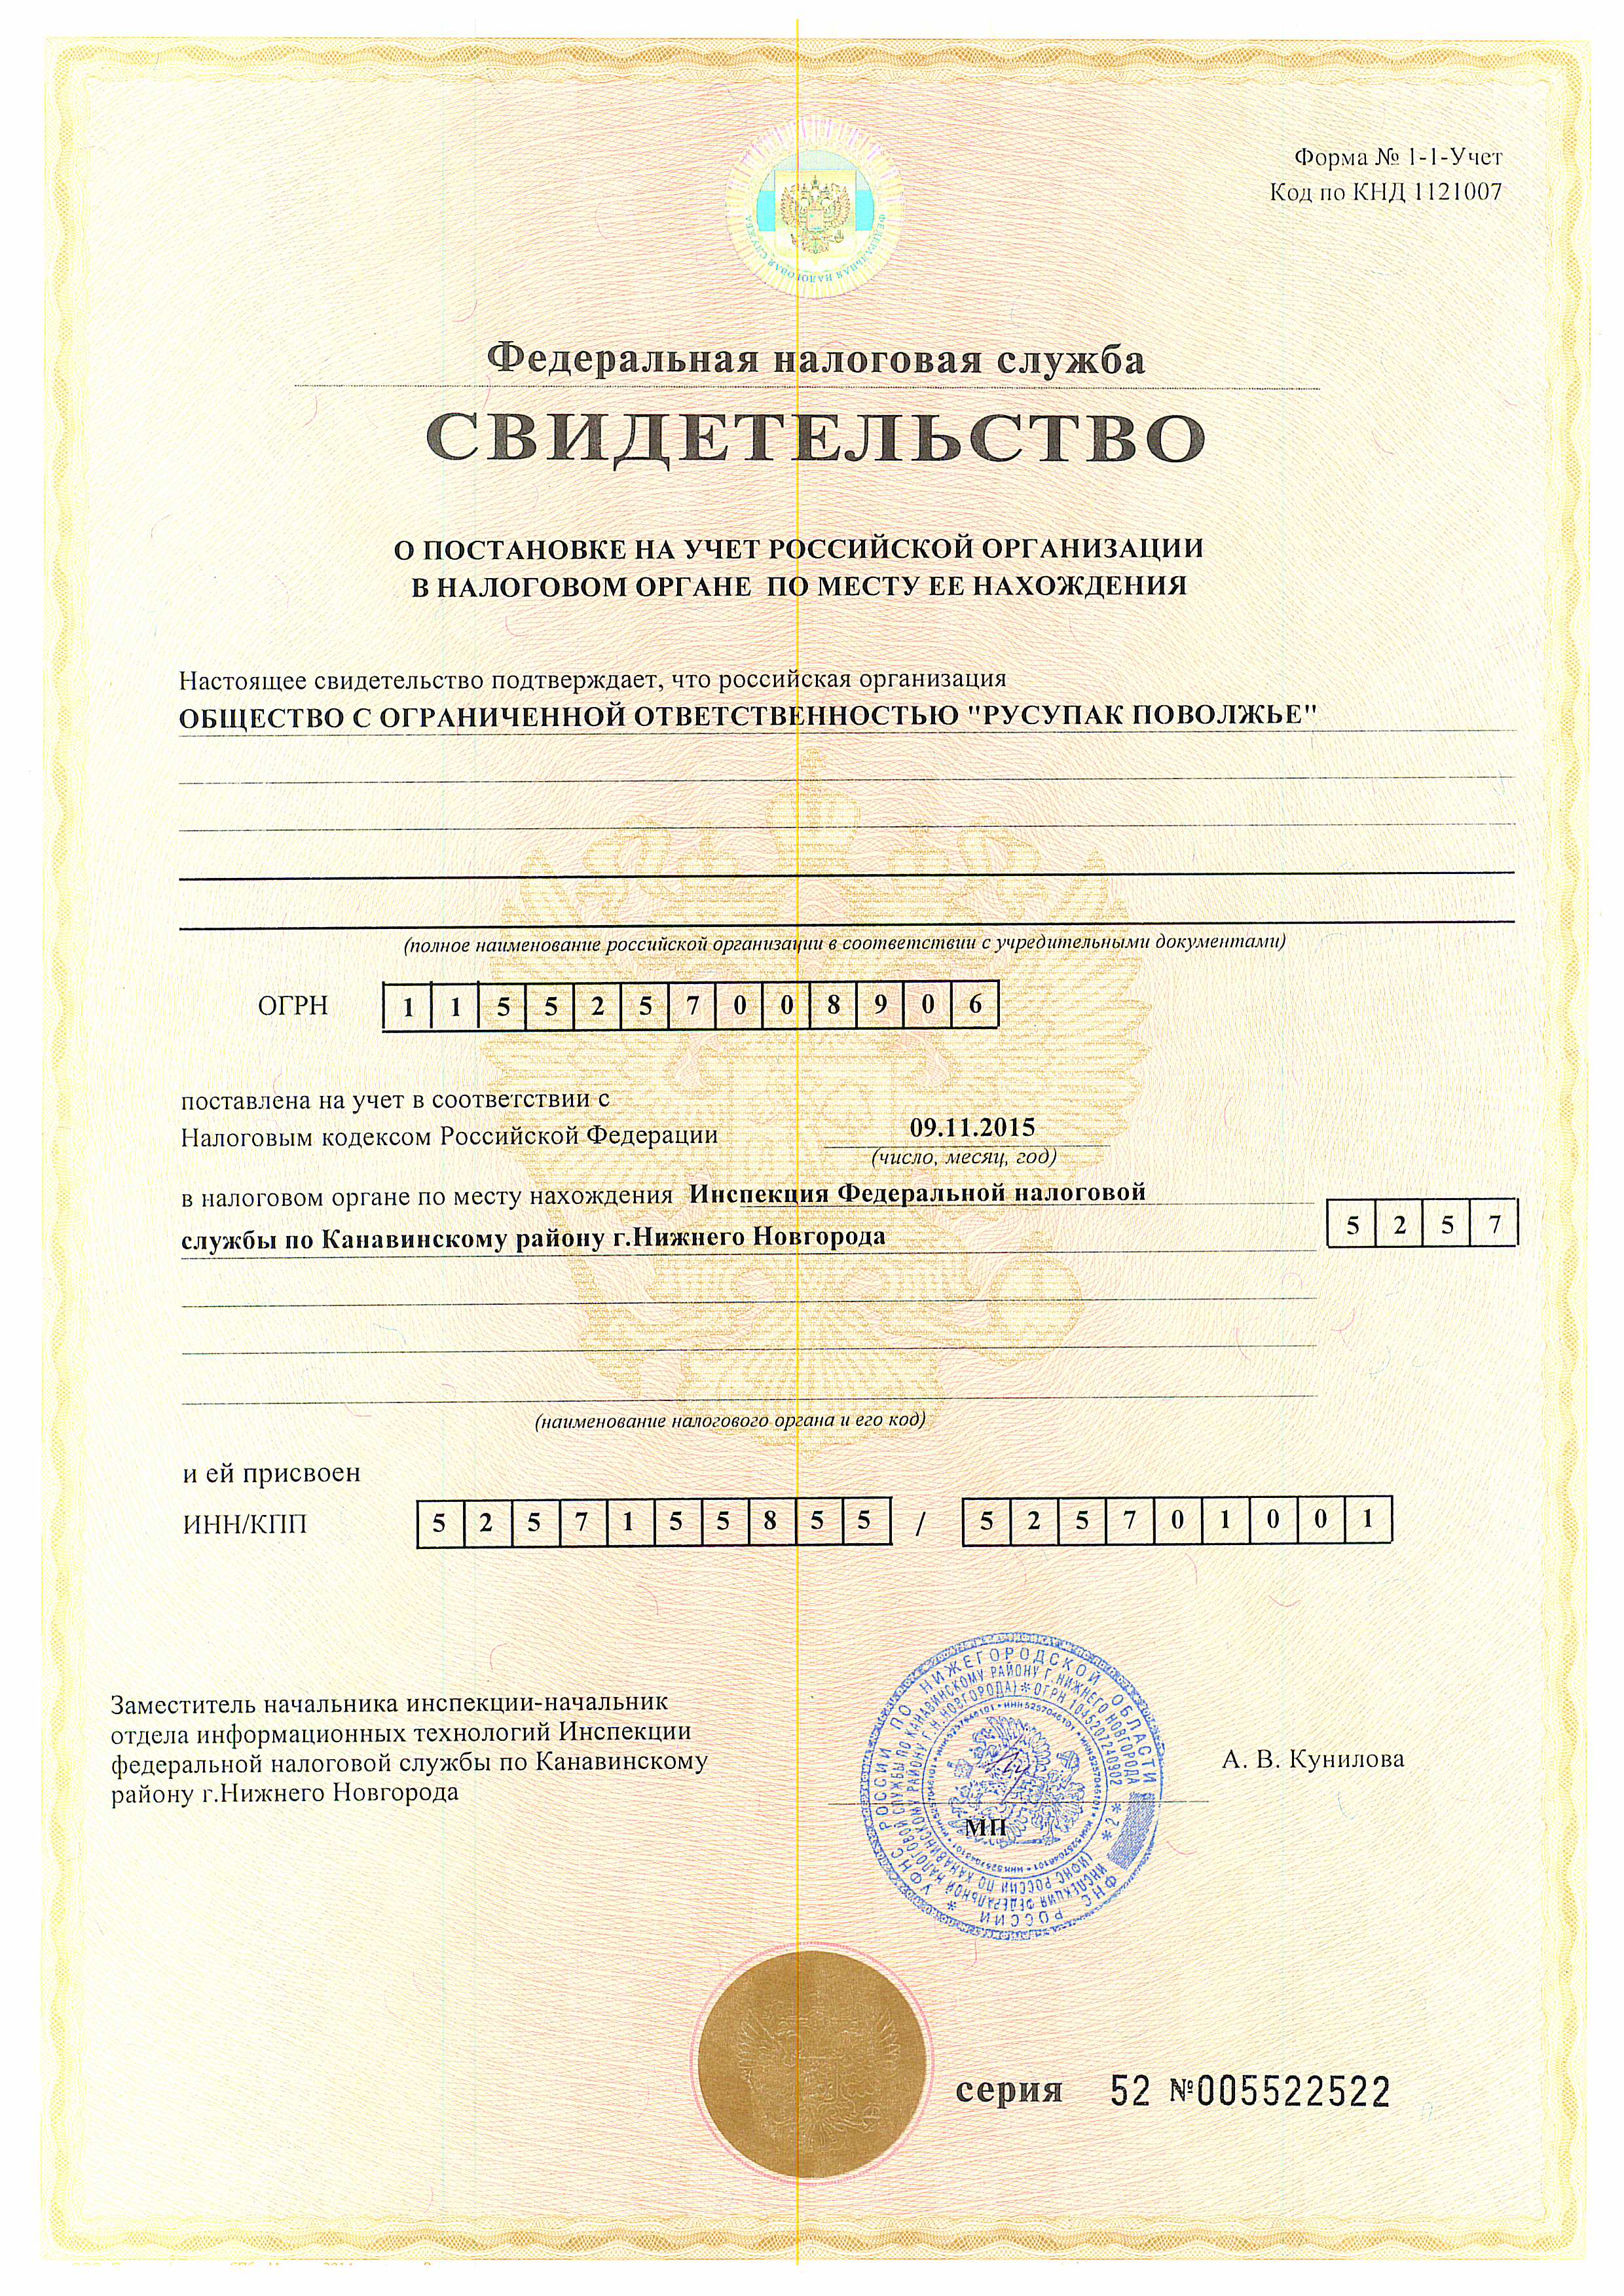 Форма № 1-1-Учет
Код по КНД 1121007
ФЕДЕРАЛЬНАЯ НАЛОГОВАЯ СЛУЖБА
Федеральная налоговая служба
СВИДЕТЕЛЬСТВО
О ПОСТАНОВКЕ НА УЧЕТ РОССИЙСКОЙ ОРГАНИЗАЦИИ
В НАЛОГОВОМ ОРГАНЕ ПО МЕСТУ ЕЕ НАХОЖДЕНИЯ
Настоящее свидетельство подтверждает, что российская организация
ОБЩЕСТВО С ОГРАНИЧЕННОЙ ОТВЕТСТВЕННОСТЬЮ "РУСУПАК ПОВОЛЖЬЕ"
(полное наименование российской организации в соответствии с учредительными документами)
ОГРН 1 1 5 5 2 5 7 0 0 8 9 0 6
поставлена на учет в соответствии с
Налоговым кодексом Российской Федерации 09.11.2015
(число, месяц, год)
в налоговом органе по месту нахождения Инспекция Федеральной налоговой
службы по Канавинскому району г.Нижнего Новгорода 5 2 5 7
(наименование налогового органа и его код)
и ей присвоен
ИНН/КПП 5 2 5 7 1 5 5 8 5 5 / 5 2 5 7 0 1 0 0 1
Заместитель начальника инспекции-начальник
отдела информационных технологий Инспекции
федеральной налоговой службы по Канавинскому
району г.Нижнего Новгорода
А. В. Кунилова
МП
УФНС РОССИИ ПО НИЖЕГОРОДСКОЙ ОБЛАСТИ
ФНС РОССИИ
ИНСПЕКЦИЯ ФЕДЕРАЛЬНОЙ НАЛОГОВОЙ СЛУЖБЫ ПО КАНАВИНСКОМУ РАЙОНУ Г.НИЖНЕГО НОВГОРОДА
(ИФНС РОССИИ ПО КАНАВИНСКОМУ РАЙОНУ Г.Н.НОВГОРОДА) * ОГРН 1045207240902 * 2 *
ИНН 5257046101
серия 52 №005522522